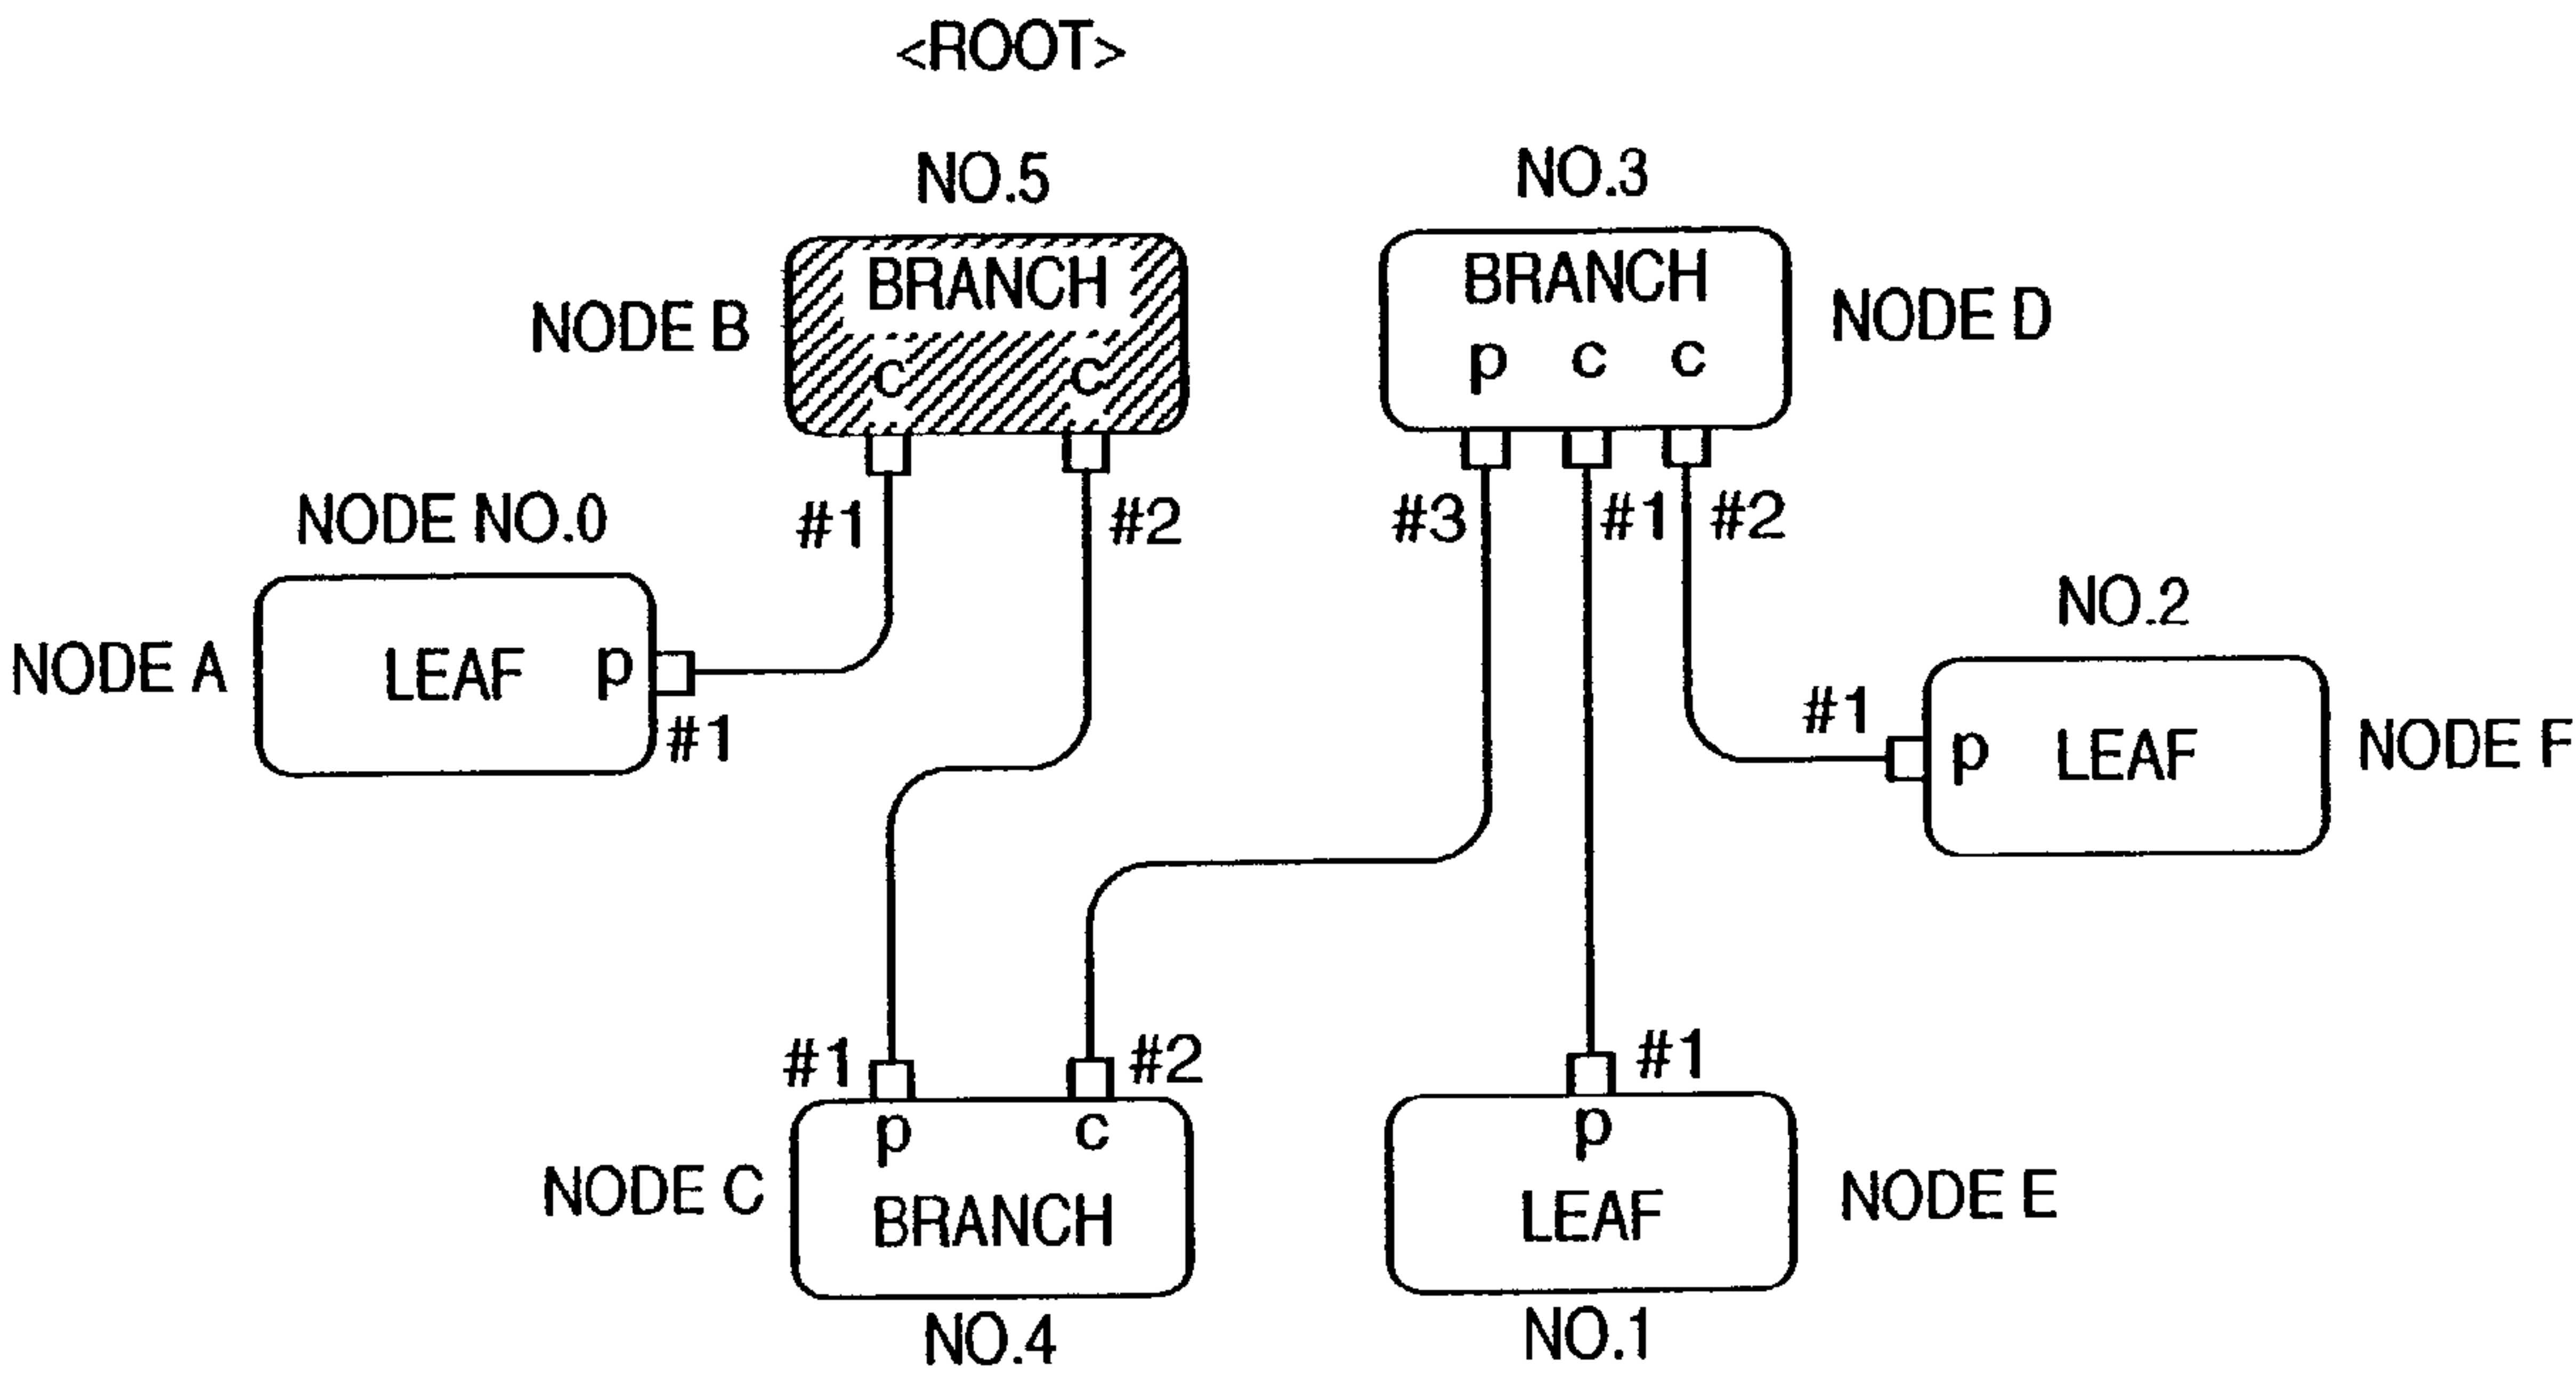 <ROOT>
NO.5
NO.3
BRANCH
BRANCH
NODE B
NODE D
c c
p c c
#1 #2
#3 #1 #2
NODE NO.0
NO.2
NODE A
LEAF p
#1
#1
p LEAF
NODE F
#1 #2
#1
p c
p
NODE C
BRANCH
LEAF
NODE E
NO.4
NO.1